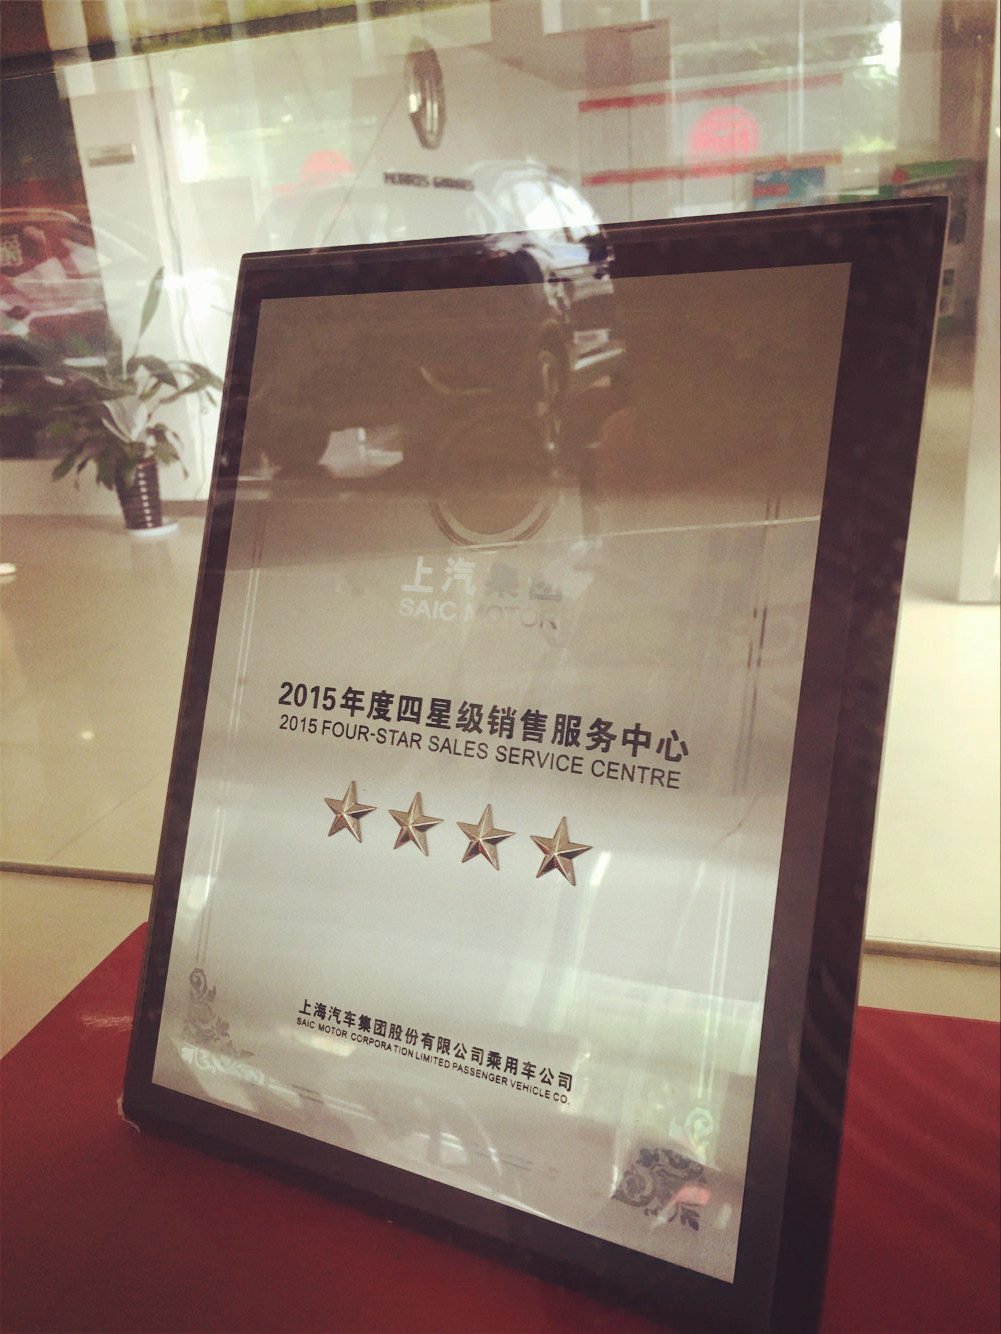 MORRIS GARAGES
上汽集团
SAIC MOTOR
2015年度四星级销售服务中心
2015 FOUR-STAR SALES SERVICE CENTRE
上海汽车集团股份有限公司乘用车公司
SAIC MOTOR CORPORATION LIMITED PASSENGER VEHICLE CO.